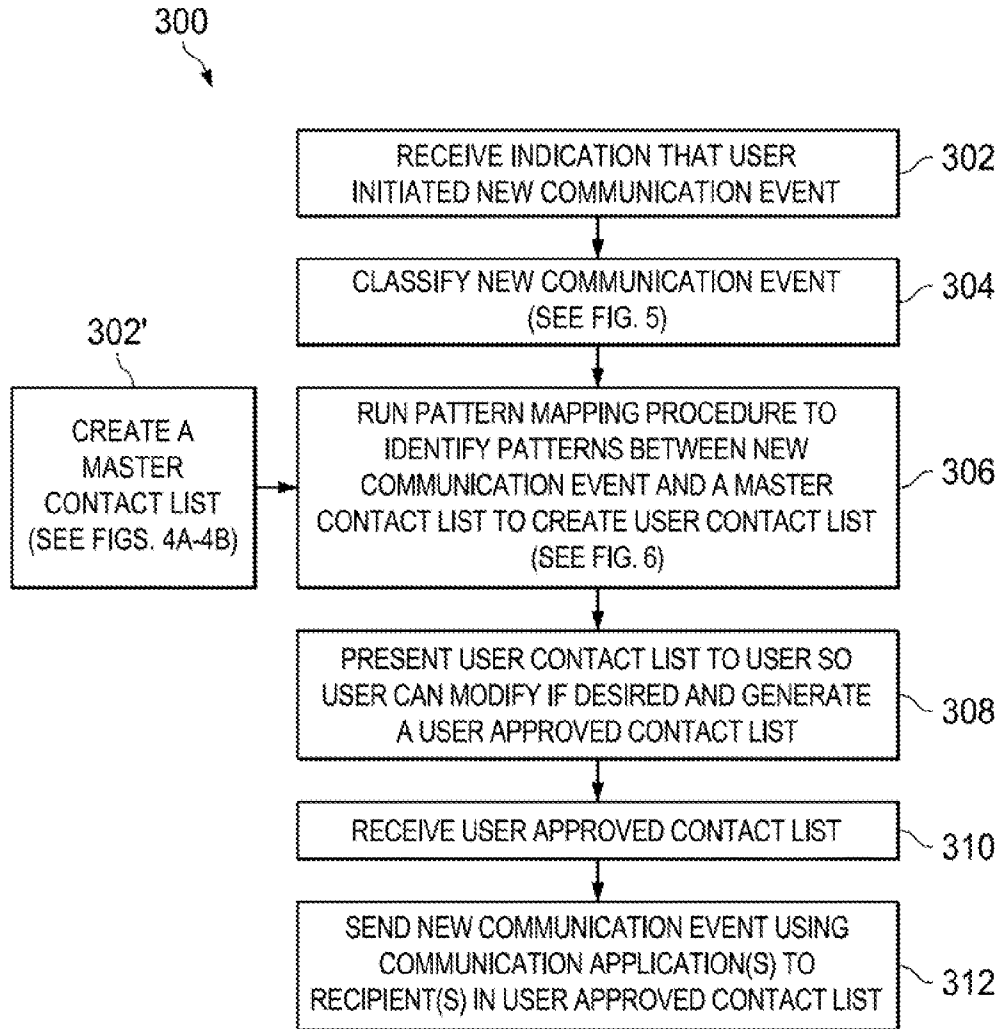 300
RECEIVE INDICATION THAT USER
INITIATED NEW COMMUNICATION EVENT
302
CLASSIFY NEW COMMUNICATION EVENT
(SEE FIG. 5)
304
302'
CREATE A
MASTER
CONTACT LIST
(SEE FIGS. 4A-4B)
RUN PATTERN MAPPING PROCEDURE TO
IDENTIFY PATTERNS BETWEEN NEW
COMMUNICATION EVENT AND A MASTER
CONTACT LIST TO CREATE USER CONTACT LIST
(SEE FIG. 6)
306
PRESENT USER CONTACT LIST TO USER SO
USER CAN MODIFY IF DESIRED AND GENERATE
A USER APPROVED CONTACT LIST
308
RECEIVE USER APPROVED CONTACT LIST
310
SEND NEW COMMUNICATION EVENT USING
COMMUNICATION APPLICATION(S) TO
RECIPIENT(S) IN USER APPROVED CONTACT LIST
312